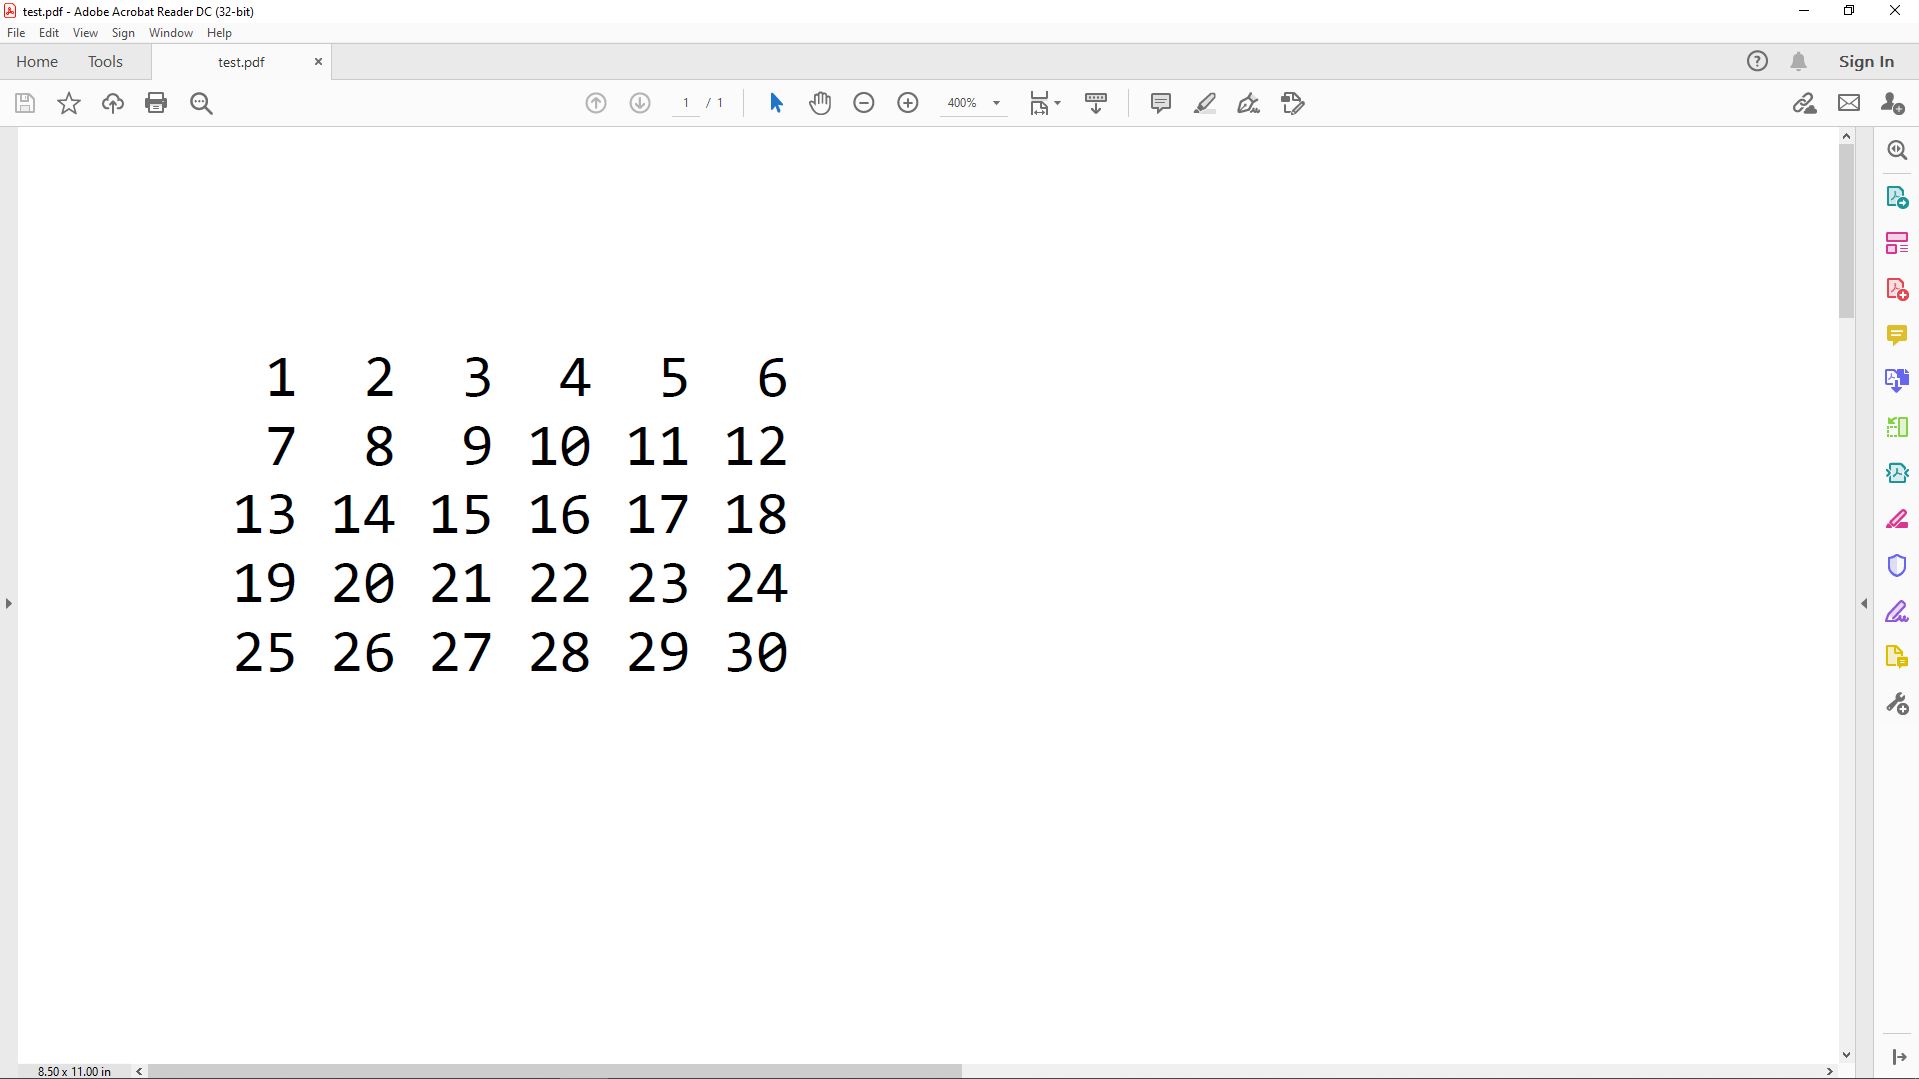 test.pdf - Adobe Acrobat Reader DC (32-bit)
File Edit View Sign Window Help
Home Tools test.pdf × Sign In
1 / 1 400%
1 2 3 4 5 6
7 8 9 10 11 12
13 14 15 16 17 18
19 20 21 22 23 24
25 26 27 28 29 30
8.50 x 11.00 in